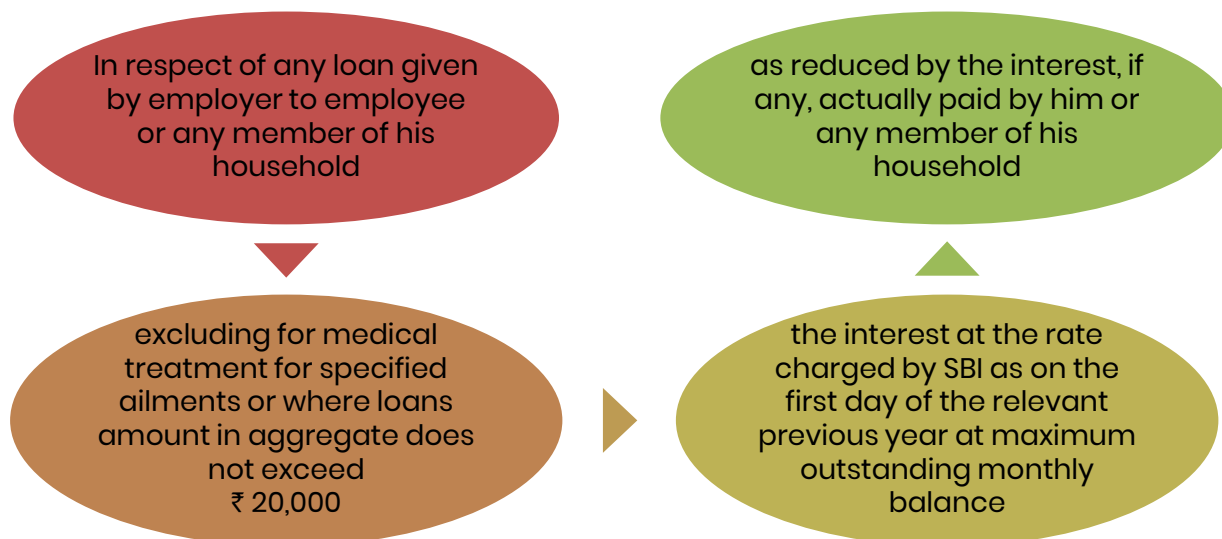 In respect of any loan given
by employer to employee
or any member of his
household
excluding for medical
treatment for specified
ailments or where loans
amount in aggregate does
not exceed
₹ 20,000
the interest at the rate
charged by SBI as on the
first day of the relevant
previous year at maximum
outstanding monthly
balance
as reduced by the interest, if
any, actually paid by him or
any member of his
household